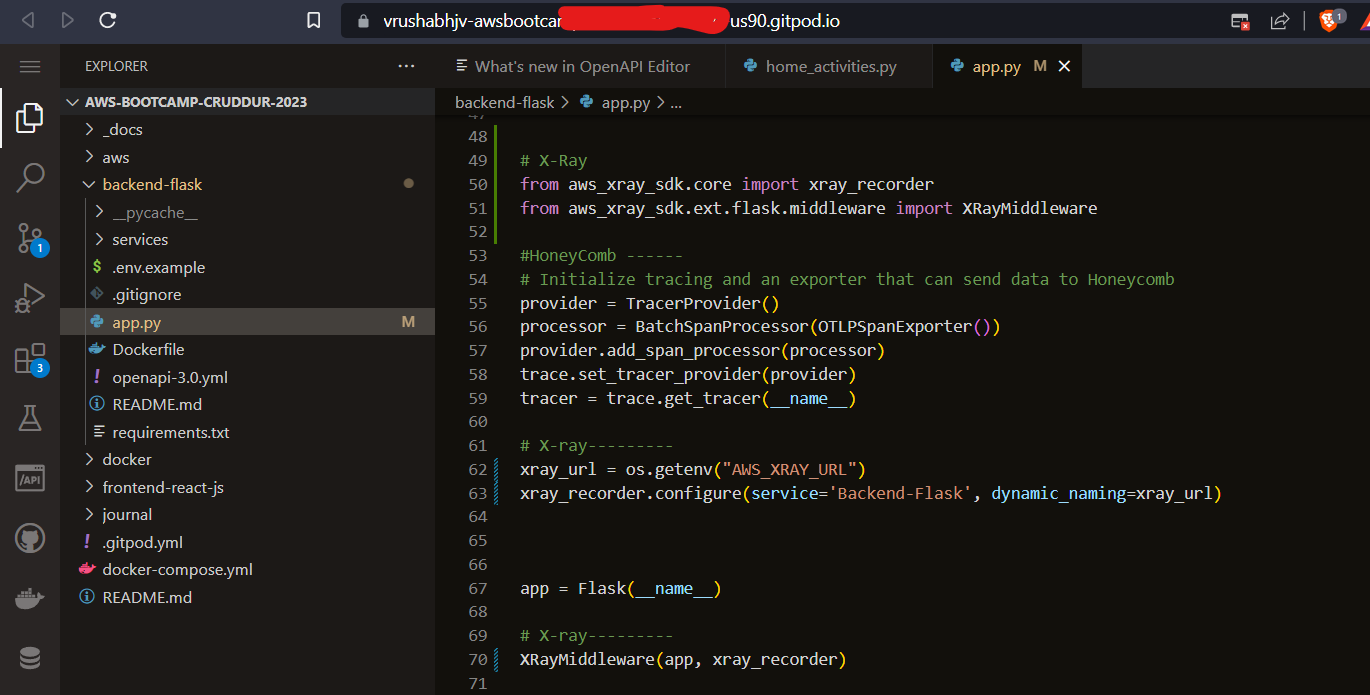 vrushabhjv-awsbootca
us90.gitpod.io
1
EXPLORER
...
What's new in OpenAPI Editor
home_activities.py
app.py M
AWS-BOOTCAMP-CRUDDUR-2023
backend-flask > app.py > ...
_docs
aws
backend-flask
__pycache__
services
.env.example
.gitignore
app.py M
Dockerfile
openapi-3.0.yml
README.md
requirements.txt
docker
frontend-react-js
journal
.gitpod.yml
docker-compose.yml
README.md
1
3
/API
47
48
49 # X-Ray
50 from aws_xray_sdk.core import xray_recorder
51 from aws_xray_sdk.ext.flask.middleware import XRayMiddleware
52
53 #HoneyComb ------
54 # Initialize tracing and an exporter that can send data to Honeycomb
55 provider = TracerProvider()
56 processor = BatchSpanProcessor(OTLPSpanExporter())
57 provider.add_span_processor(processor)
58 trace.set_tracer_provider(provider)
59 tracer = trace.get_tracer(__name__)
60
61 # X-ray---------
62 xray_url = os.getenv("AWS_XRAY_URL")
63 xray_recorder.configure(service='Backend-Flask', dynamic_naming=xray_url)
64
65
66
67 app = Flask(__name__)
68
69 # X-ray---------
70 XRayMiddleware(app, xray_recorder)
71